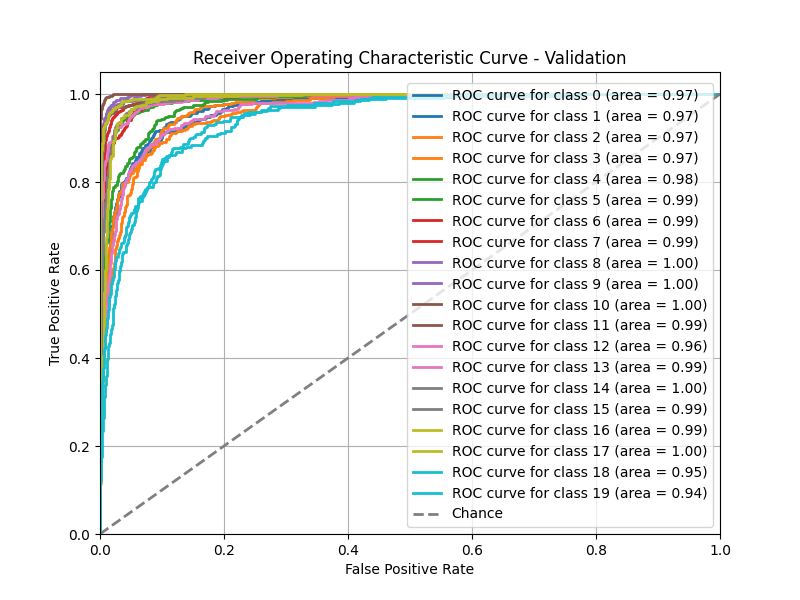 Receiver Operating Characteristic Curve - Validation
True Positive Rate
1.0
0.8
0.6
0.4
0.2
0.0
ROC curve for class 0 (area = 0.97)
ROC curve for class 1 (area = 0.97)
ROC curve for class 2 (area = 0.97)
ROC curve for class 3 (area = 0.97)
ROC curve for class 4 (area = 0.98)
ROC curve for class 5 (area = 0.99)
ROC curve for class 6 (area = 0.99)
ROC curve for class 7 (area = 0.99)
ROC curve for class 8 (area = 1.00)
ROC curve for class 9 (area = 1.00)
ROC curve for class 10 (area = 1.00)
ROC curve for class 11 (area = 0.99)
ROC curve for class 12 (area = 0.96)
ROC curve for class 13 (area = 0.99)
ROC curve for class 14 (area = 1.00)
ROC curve for class 15 (area = 0.99)
ROC curve for class 16 (area = 0.99)
ROC curve for class 17 (area = 1.00)
ROC curve for class 18 (area = 0.95)
ROC curve for class 19 (area = 0.94)
Chance
0.0 0.2 0.4 0.6 0.8 1.0
False Positive Rate